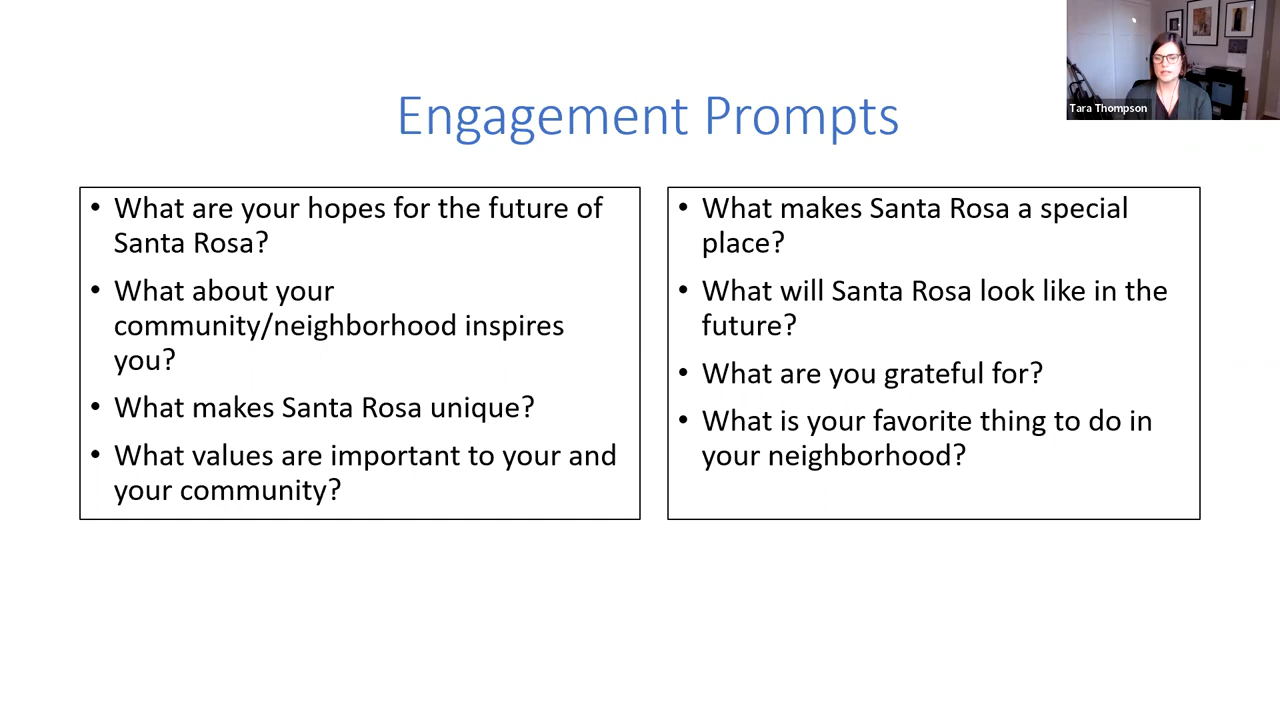 Tara Thompson
Engagement Prompts
• What are your hopes for the future of
Santa Rosa?
• What about your
community/neighborhood inspires
you?
• What makes Santa Rosa unique?
• What values are important to your and
your community?
• What makes Santa Rosa a special
place?
• What will Santa Rosa look like in the
future?
• What are you grateful for?
• What is your favorite thing to do in
your neighborhood?